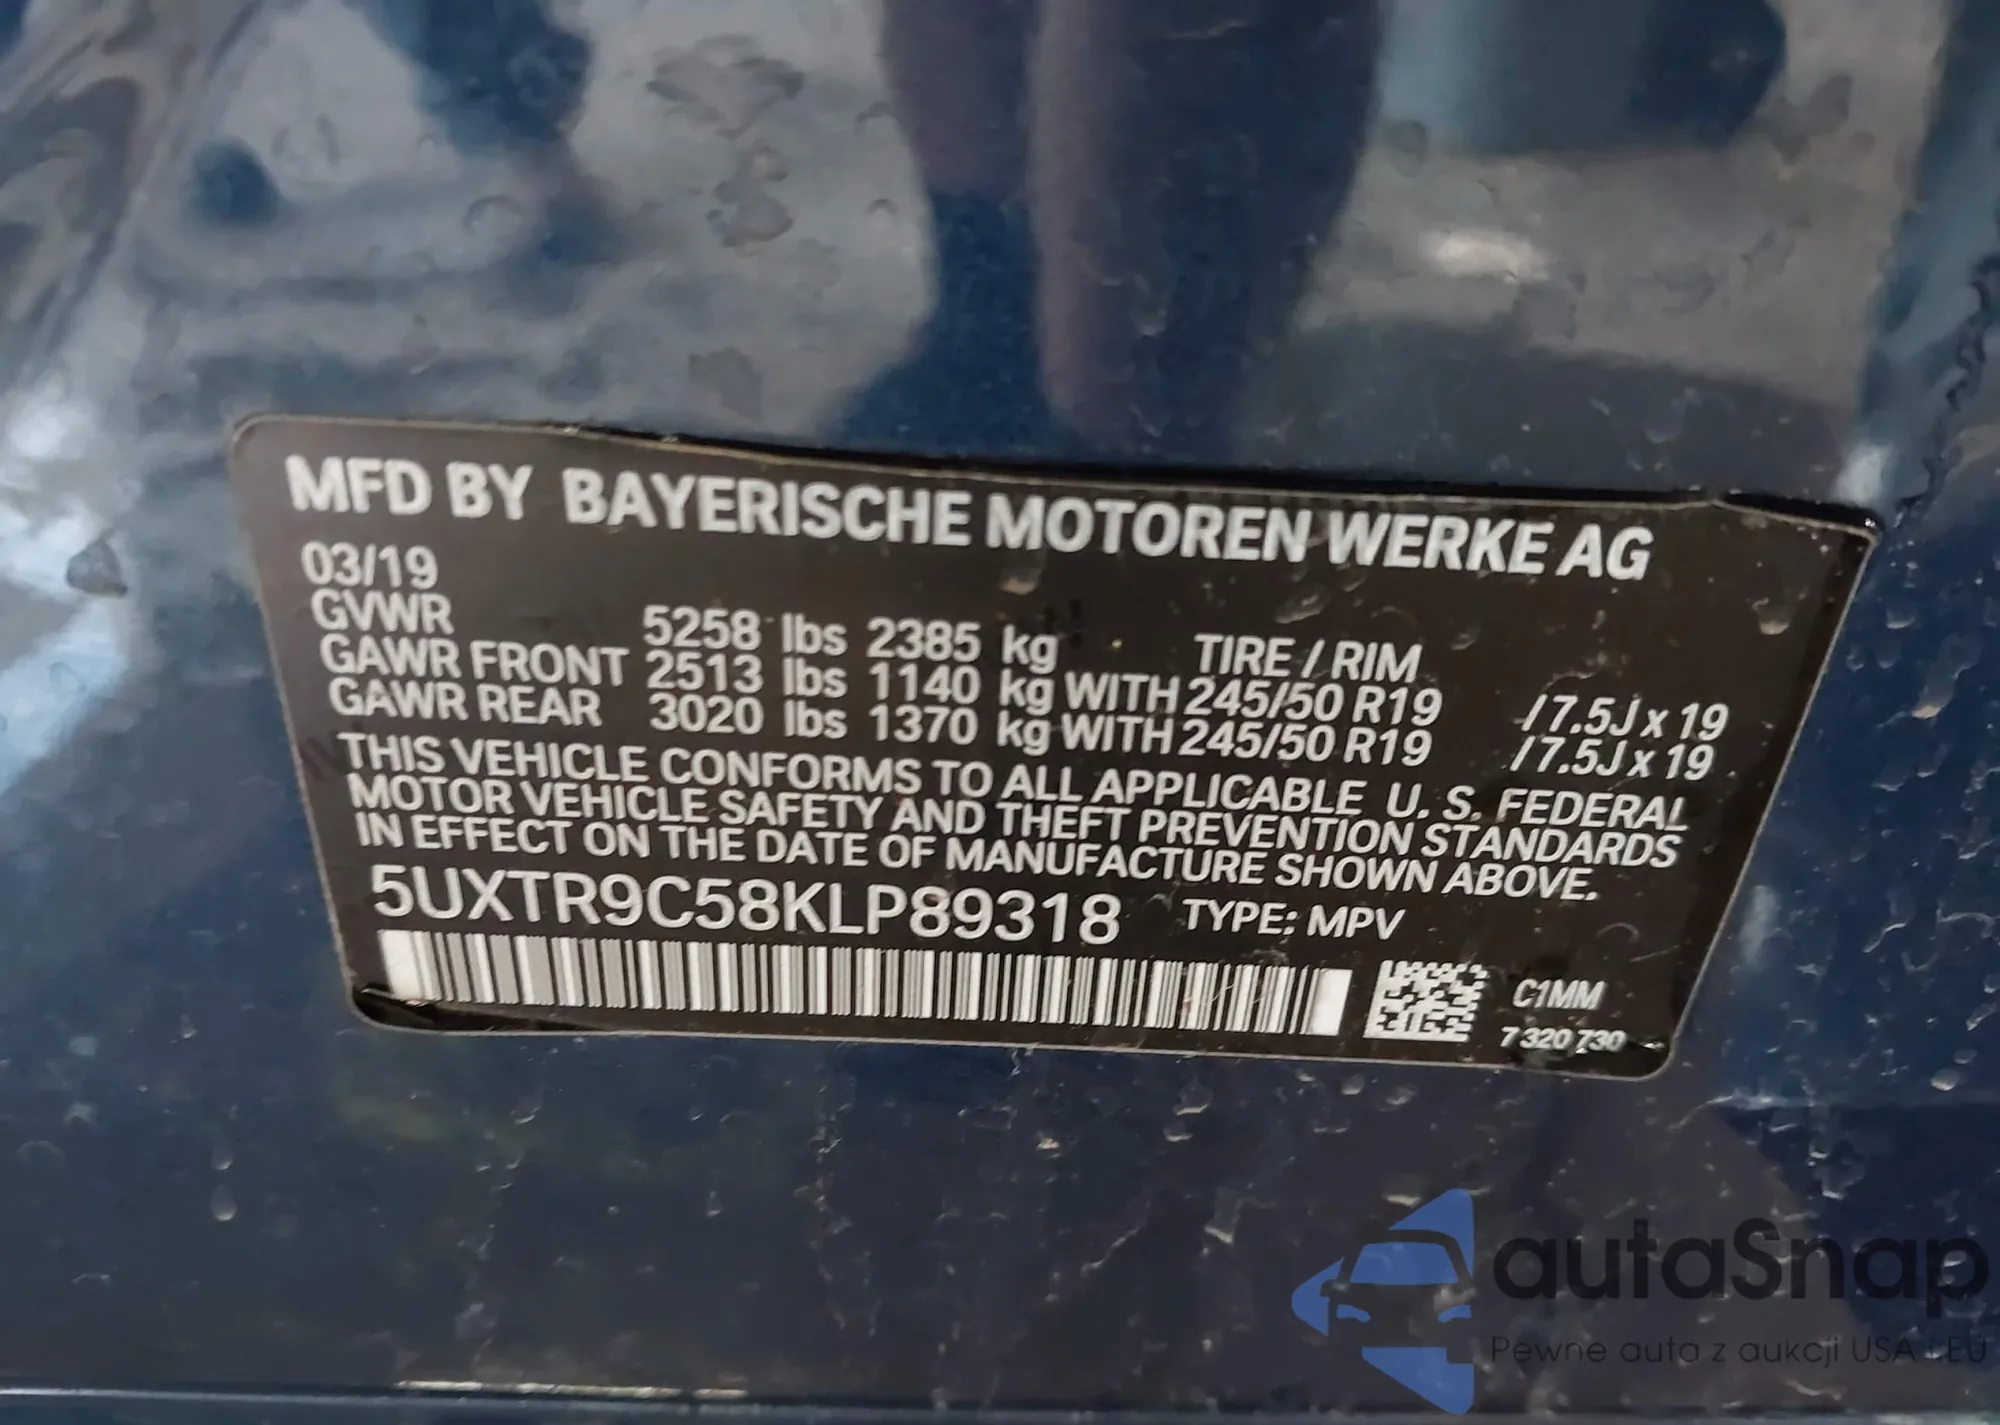 MFD BY BAYERISCHE MOTOREN WERKE AG
03/19
GVWR 5258 lbs 2385 kg TIRE / RIM
GAWR FRONT 2513 lbs 1140 kg WITH 245/50 R19 / 7.5J x 19
GAWR REAR 3020 lbs 1370 kg WITH 245/50 R19 / 7.5J x 19
THIS VEHICLE CONFORMS TO ALL APPLICABLE U. S. FEDERAL
MOTOR VEHICLE SAFETY AND THEFT PREVENTION STANDARDS
IN EFFECT ON THE DATE OF MANUFACTURE SHOWN ABOVE.
5UXTR9C58KLP89318 TYPE: MPV
C1MM
7 320 730
autaSnap
Pewne auta z aukcji USA i EU